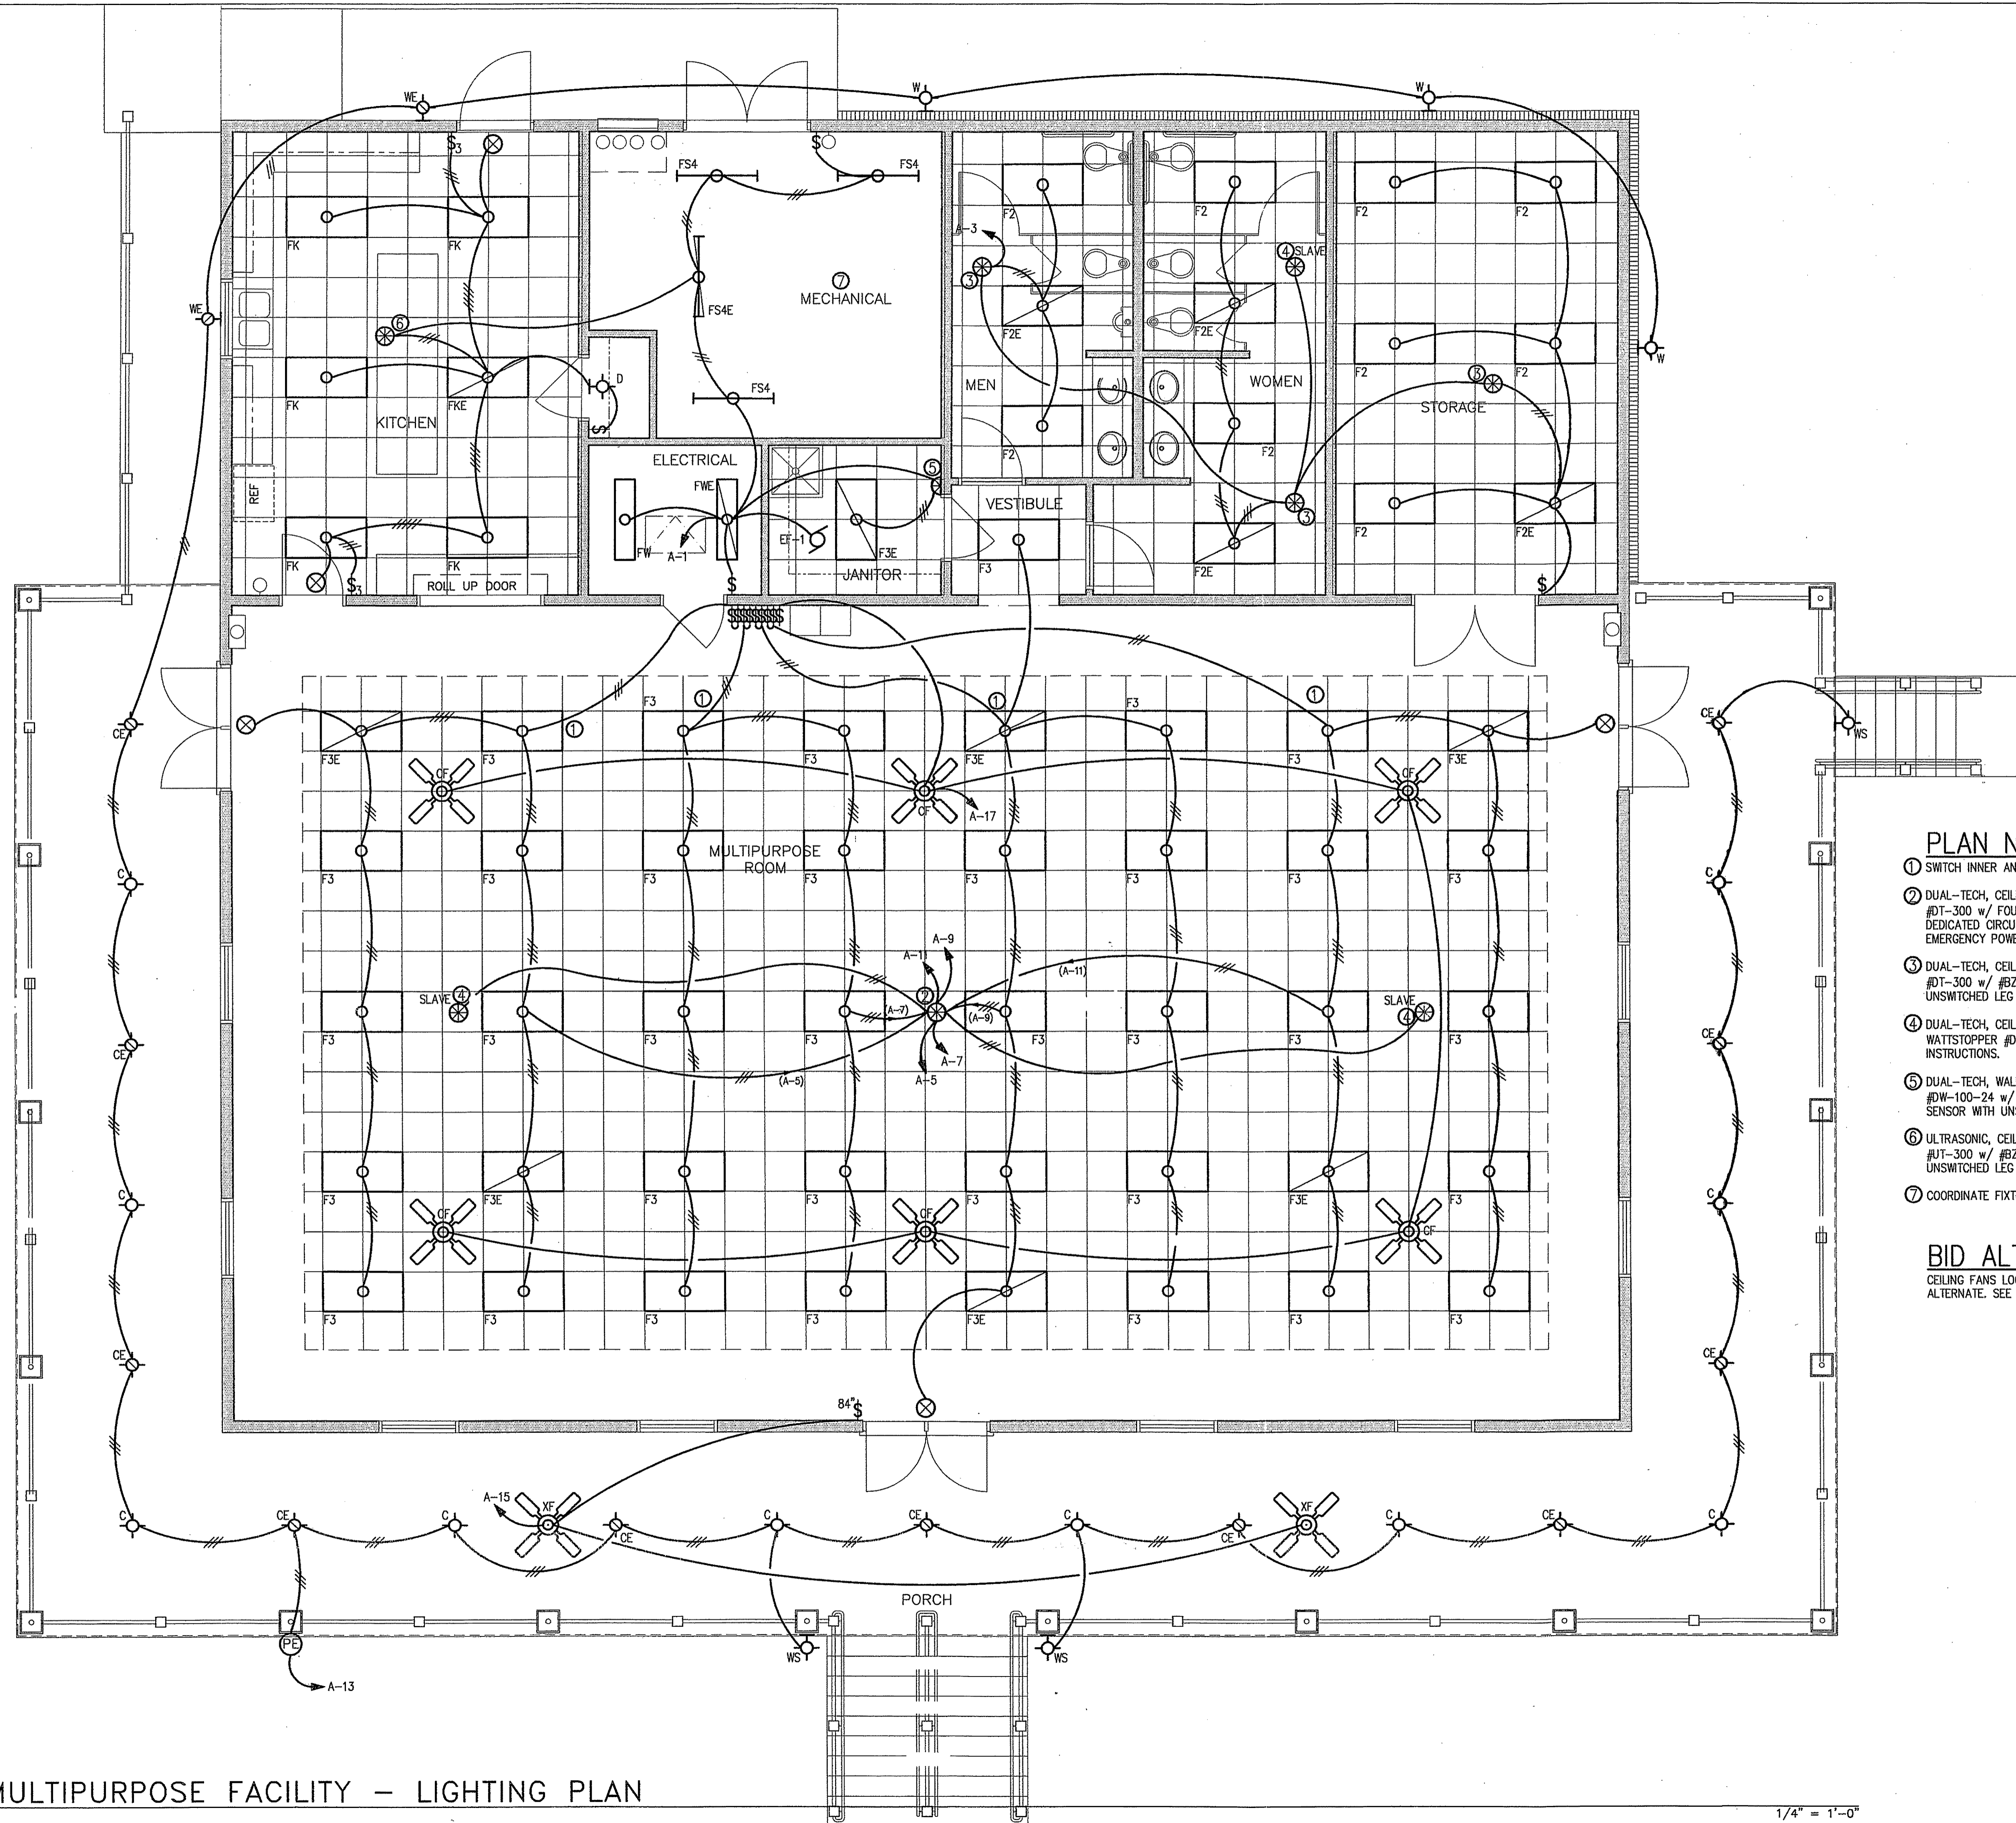 WE
W
W
$3
$
FS4
FS4
FK
FK
F2
F2
F2
F2
A-3
3
4 SLAVE
WE
6
7
MECHANICAL
FS4E
F2E
F2E
F2
F2
W
D
FS4
3
FK
FKE
KITCHEN
MEN
WOMEN
STORAGE
$
ELECTRICAL
5
F2
F2
REF
FWE
VESTIBULE
3
F2
F2E
FW
A-1
EF-1
F3E
JANITOR
F3
F2E
FK
FK
$3
ROLL UP DOOR
$
$
$$$$$$$
F3
1
1
F3
1
CE
1
CE
WS
F3E
F3
F3
F3E
F3
F3E
CF
CF
CF
A-17
MULTIPURPOSE
ROOM
C
C
F3
F3
F3
F3
F3
F3
F3
F3
A-9
A-11
(A-11)
SLAVE 4
2
SLAVE
4
(A-7)
(A-9)
CE
CE
F3
F3
F3
F3
F3
F3
F3
F3
A-7
A-5
(A-5)
C
C
F3
F3E
F3
F3
F3
F3
F3E
F3
CF
CF
CF
F3
F3
F3
F3
F3E
F3
F3
F3
CE
CE
84"
$
A-15
XF
XF
C
CE
C
CE
C
CE
C
CE
C
CE
C
PORCH
PE
WS
WS
A-13
PLAN N
1 SWITCH INNER AN
2 DUAL-TECH, CEIL
#DT-300 w/ FOU
DEDICATED CIRCU
EMERGENCY POWE
3 DUAL-TECH, CEIL
#DT-300 w/ #BZ
UNSWITCHED LEG
4 DUAL-TECH, CEIL
WATTSTOPPER #D
INSTRUCTIONS.
5 DUAL-TECH, WAL
#DW-100-24 w/
SENSOR WITH UNS
6 ULTRASONIC, CEIL
#UT-300 w/ #BZ
UNSWITCHED LEG
7 COORDINATE FIXT
BID ALT
CEILING FANS LOC
ALTERNATE. SEE
MULTIPURPOSE FACILITY - LIGHTING PLAN
1/4" = 1'-0"